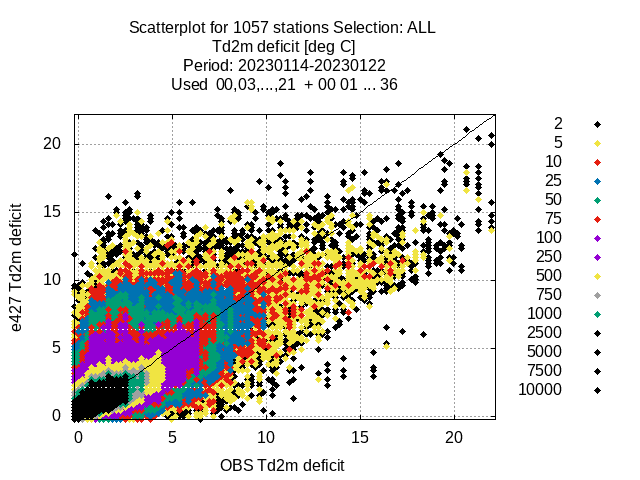 Scatterplot for 1057 stations Selection: ALL
Td2m deficit [deg C]
Period: 20230114-20230122
Used  00,03,...,21  + 00 01 ... 36
2
5
10
25
50
75
100
250
500
750
1000
2500
5000
7500
10000
20
15
10
5
0
e427 Td2m deficit
0 5 10 15 20
OBS Td2m deficit